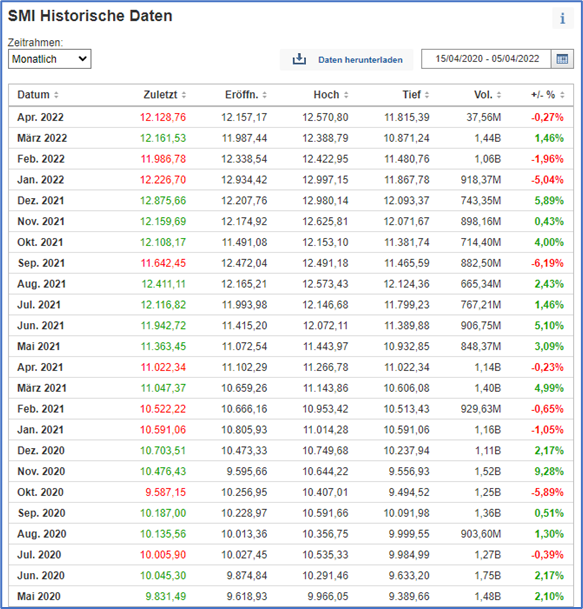 SMI Historische Daten
Zeitrahmen:
Monatlich
Daten herunterladen
15/04/2020 - 05/04/2022
Datum Zuletzt Eröffn. Hoch Tief Vol. +/- %
Apr. 2022 12.128,76 12.157,17 12.570,80 11.815,39 37,56M -0,27%
März 2022 12.161,53 11.987,44 12.388,79 10.871,24 1,44B 1,46%
Feb. 2022 11.986,78 12.338,54 12.422,95 11.480,76 1,06B -1,96%
Jan. 2022 12.226,70 12.934,42 12.997,15 11.867,78 918,37M -5,04%
Dez. 2021 12.875,66 12.207,76 12.980,14 12.093,37 743,35M 5,89%
Nov. 2021 12.159,69 12.174,92 12.625,81 12.071,67 898,16M 0,43%
Okt. 2021 12.108,17 11.491,08 12.153,10 11.381,74 714,40M 4,00%
Sep. 2021 11.642,45 12.472,04 12.491,18 11.465,59 882,50M -6,19%
Aug. 2021 12.411,11 12.165,21 12.573,43 12.124,36 665,34M 2,43%
Jul. 2021 12.116,82 11.993,98 12.146,68 11.799,23 767,21M 1,46%
Jun. 2021 11.942,72 11.415,20 12.072,11 11.389,88 906,75M 5,10%
Mai 2021 11.363,45 11.072,54 11.443,97 10.932,85 848,37M 3,09%
Apr. 2021 11.022,34 11.102,29 11.266,78 11.022,34 1,14B -0,23%
März 2021 11.047,37 10.659,26 11.143,86 10.606,08 1,40B 4,99%
Feb. 2021 10.522,22 10.666,16 10.953,42 10.513,43 929,63M -0,65%
Jan. 2021 10.591,06 10.805,93 11.014,28 10.591,06 1,16B -1,05%
Dez. 2020 10.703,51 10.473,33 10.749,68 10.237,94 1,11B 2,17%
Nov. 2020 10.476,43 9.595,66 10.644,22 9.556,93 1,52B 9,28%
Okt. 2020 9.587,15 10.256,95 10.407,01 9.494,52 1,25B -5,89%
Sep. 2020 10.187,00 10.228,97 10.591,66 10.091,98 1,36B 0,51%
Aug. 2020 10.135,56 10.013,36 10.356,75 9.999,55 903,60M 1,30%
Jul. 2020 10.005,90 10.027,45 10.535,33 9.984,99 1,27B -0,39%
Jun. 2020 10.045,30 9.874,84 10.291,46 9.633,20 1,75B 2,17%
Mai 2020 9.831,49 9.618,93 9.966,05 9.389,66 1,48B 2,10%